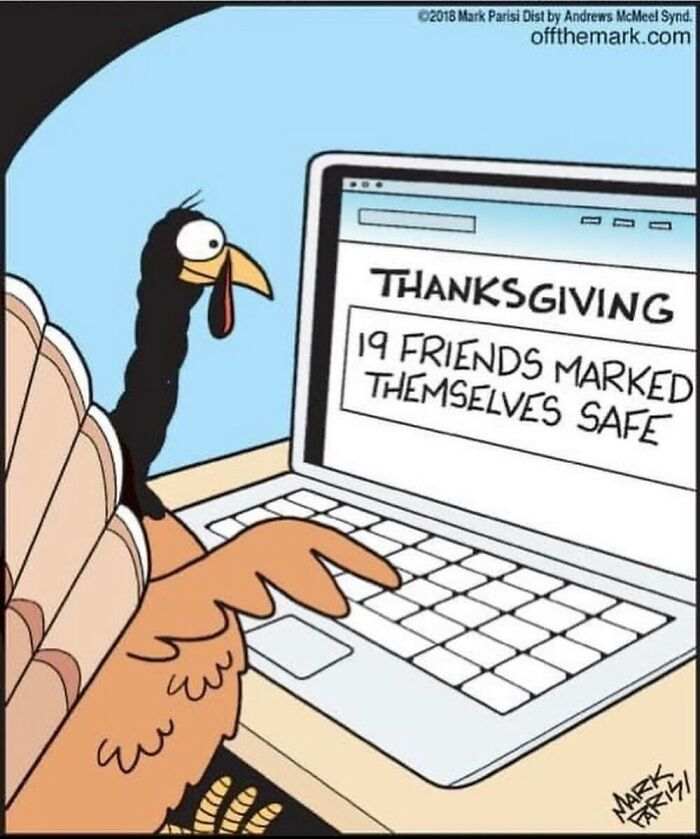 ©2018 Mark Parisi Dist by Andrews McMeel Synd.
offthemark.com
THANKSGIVING
19 FRIENDS MARKED
THEMSELVES SAFE
MARK
PARISI